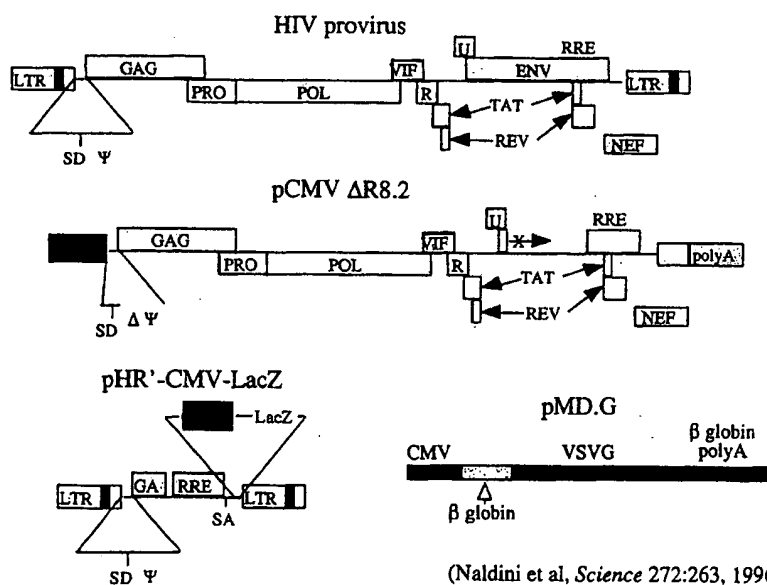 HIV provirus
U RRE
GAG VIF ENV
LTR LTR
PRO POL R TAT
REV
NEF
SD Ψ
pCMV ΔR8.2
U RRE
GAG VIF X
polyA
PRO POL R TAT
REV
NEF
SD Δ Ψ
pHR'-CMV-LacZ
LacZ
GA RRE
LTR LTR
SA
SD Ψ
pMD.G
β globin
CMV VSVG polyA
β globin
(Naldini et al, Science 272:263, 199